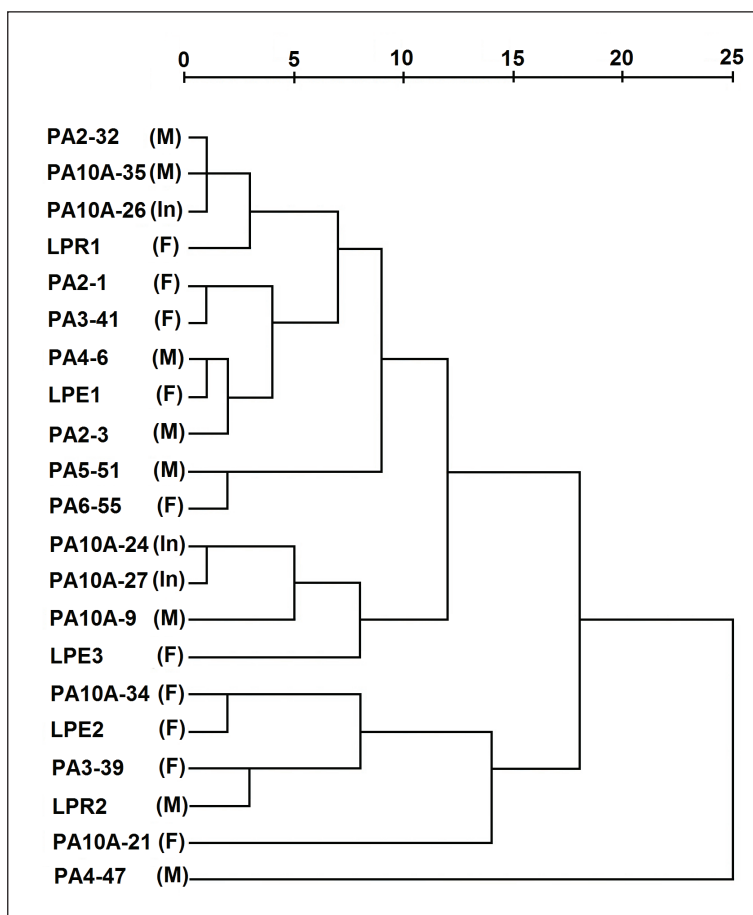 0 5 10 15 20 25
PA2-32 (M)
PA10A-35 (M)
PA10A-26 (In)
LPR1 (F)
PA2-1 (F)
PA3-41 (F)
PA4-6 (M)
LPE1 (F)
PA2-3 (M)
PA5-51 (M)
PA6-55 (F)
PA10A-24 (In)
PA10A-27 (In)
PA10A-9 (M)
LPE3 (F)
PA10A-34 (F)
LPE2 (F)
PA3-39 (F)
LPR2 (M)
PA10A-21 (F)
PA4-47 (M)